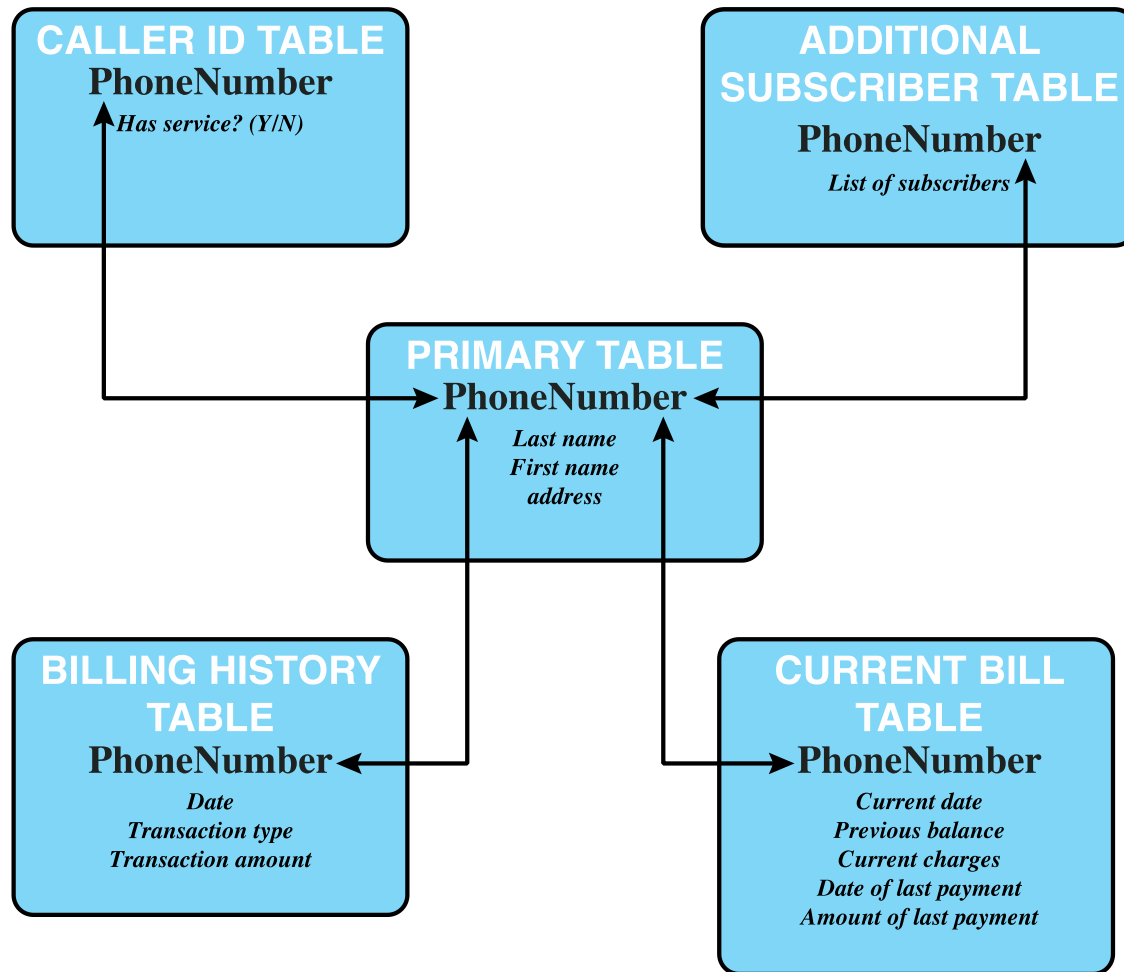 CALLER ID TABLE
PhoneNumber
Has service? (Y/N)
ADDITIONAL
SUBSCRIBER TABLE
PhoneNumber
List of subscribers
PRIMARY TABLE
PhoneNumber
Last name
First name
address
BILLING HISTORY
TABLE
PhoneNumber
Date
Transaction type
Transaction amount
CURRENT BILL
TABLE
PhoneNumber
Current date
Previous balance
Current charges
Date of last payment
Amount of last payment